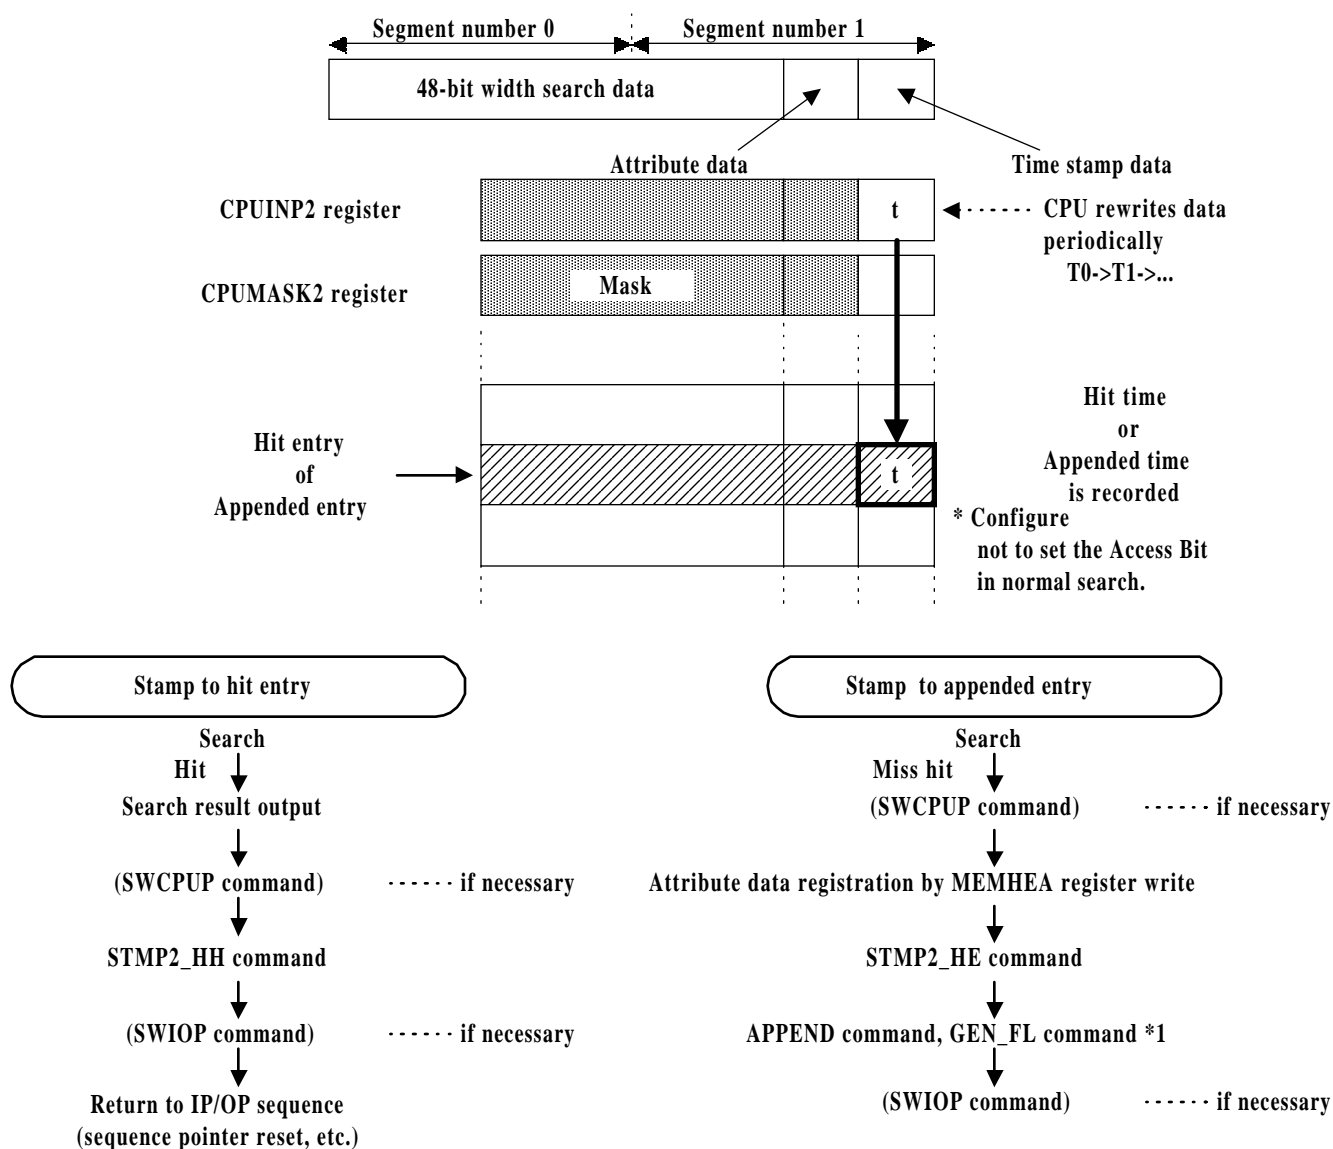 Segment number 0
Segment number 1
48-bit width search data
Attribute data
Time stamp data
CPUINP2 register
t
CPU rewrites data
periodically
T0->T1->...
CPUMASK2 register
Mask
Hit entry
of
Appended entry
t
Hit time
or
Appended time
is recorded
* Configure
not to set the Access Bit
in normal search.
Stamp to hit entry
Search
Hit
Search result output
(SWCPUP command)
------ if necessary
STMP2_HH command
(SWIOP command)
------ if necessary
Return to IP/OP sequence
(sequence pointer reset, etc.)
Stamp to appended entry
Search
Miss hit
(SWCPUP command)
------ if necessary
Attribute data registration by MEMHEA register write
STMP2_HE command
APPEND command, GEN_FL command *1
(SWIOP command)
------ if necessary